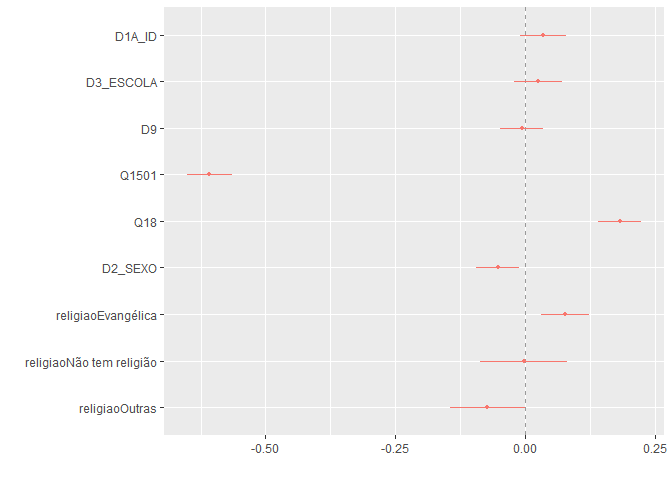 D1A_ID
D3_ESCOLA
D9
Q1501
Q18
D2_SEXO
religiaoEvangélica
religiaoNão tem religião
religiaoOutras
-0.50 -0.25 0.00 0.25